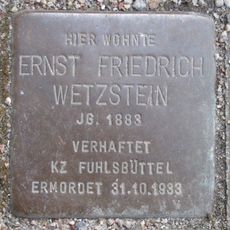 HIER WOHNTE
ERNST FRIEDRICH
WETZSTEIN
JG. 1883
VERHAFTET
KZ FUHLSBÜTTEL
ERMORDET 31.10.1933